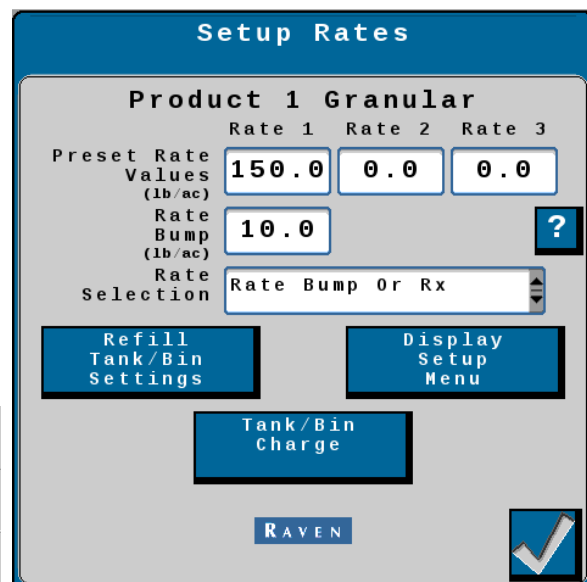 Setup Rates
Product 1 Granular
Rate 1 Rate 2 Rate 3
Preset Rate
Values
(lb/ac)
150.0 0.0 0.0
Rate
Bump
(lb/ac)
10.0
?
Rate
Selection
Rate Bump Or Rx
Refill
Tank/Bin
Settings
Display
Setup
Menu
Tank/Bin
Charge
RAVEN